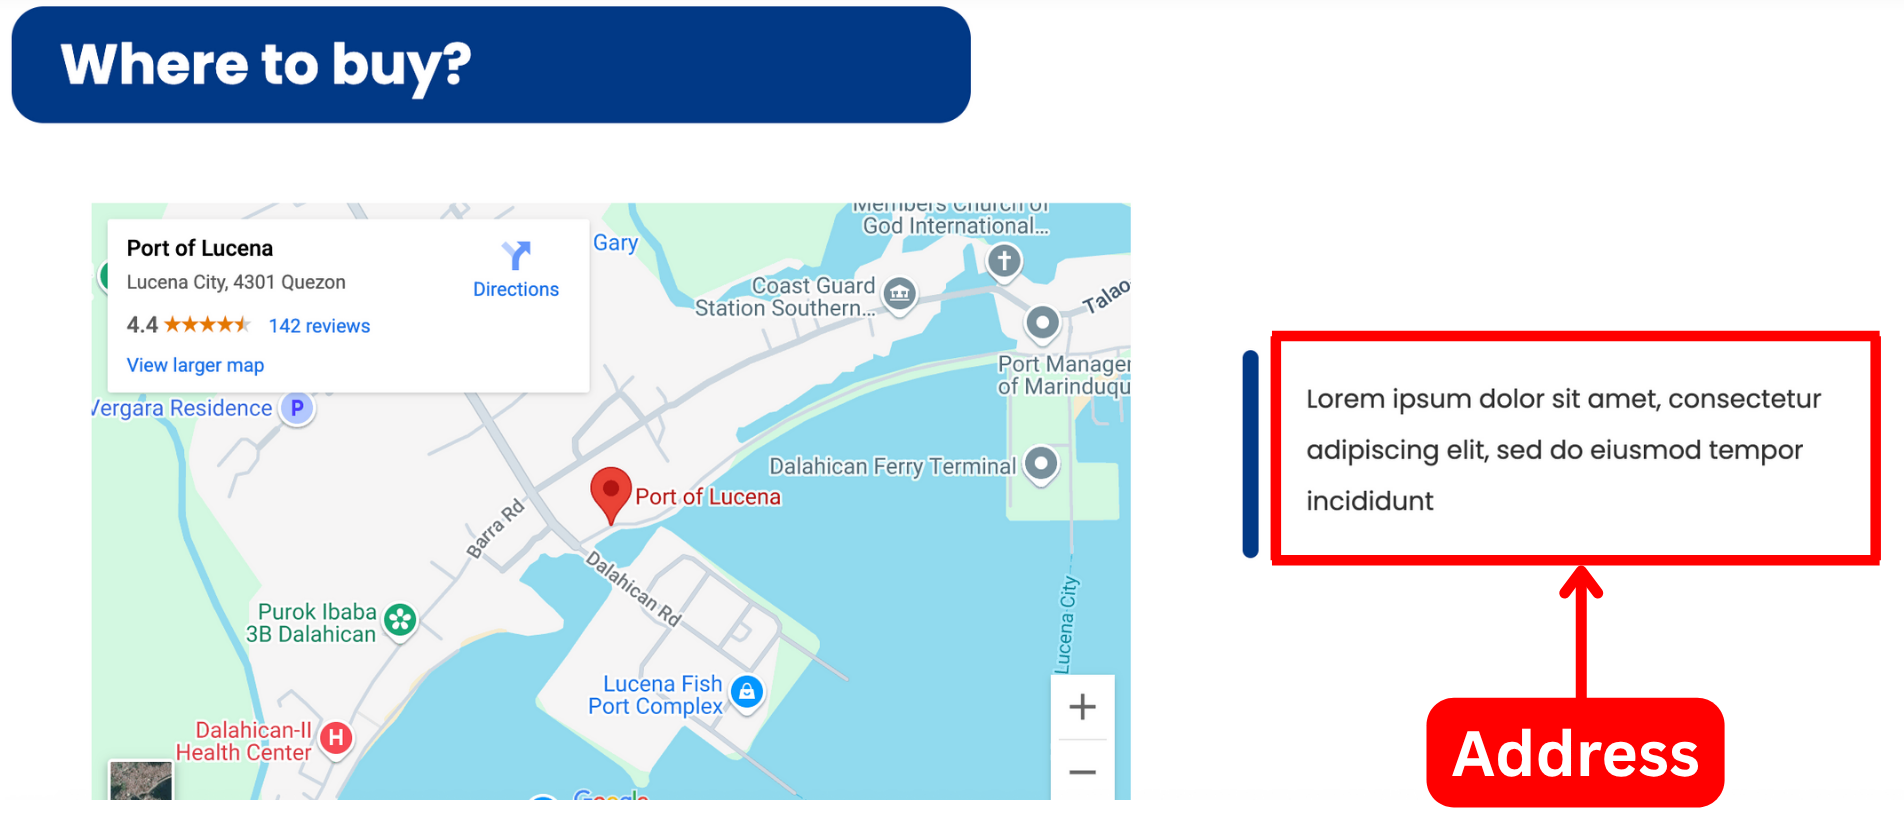 Where to buy?
Port of Lucena
Lucena City, 4301 Quezon
Directions
4.4
142 reviews
View larger map
Gary
Members Church of
God International...
Coast Guard
Station Southern...
Talao
Port Manager
of Marinduqu
Vergara Residence
P
Dalahican Ferry Terminal
Port of Lucena
Barra Rd
Dalahican Rd
Lucena City
Purok Ibaba
3B Dalahican
Lucena Fish
Port Complex
Dalahican-II
Health Center
H
Google
Lorem ipsum dolor sit amet, consectetur
adipiscing elit, sed do eiusmod tempor
incididunt
Address